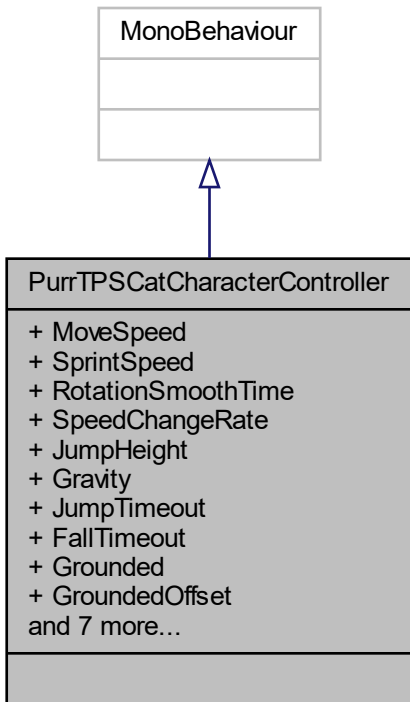 MonoBehaviour
PurrTPSCatCharacterController
+ MoveSpeed
+ SprintSpeed
+ RotationSmoothTime
+ SpeedChangeRate
+ JumpHeight
+ Gravity
+ JumpTimeout
+ FallTimeout
+ Grounded
+ GroundedOffset
and 7 more...